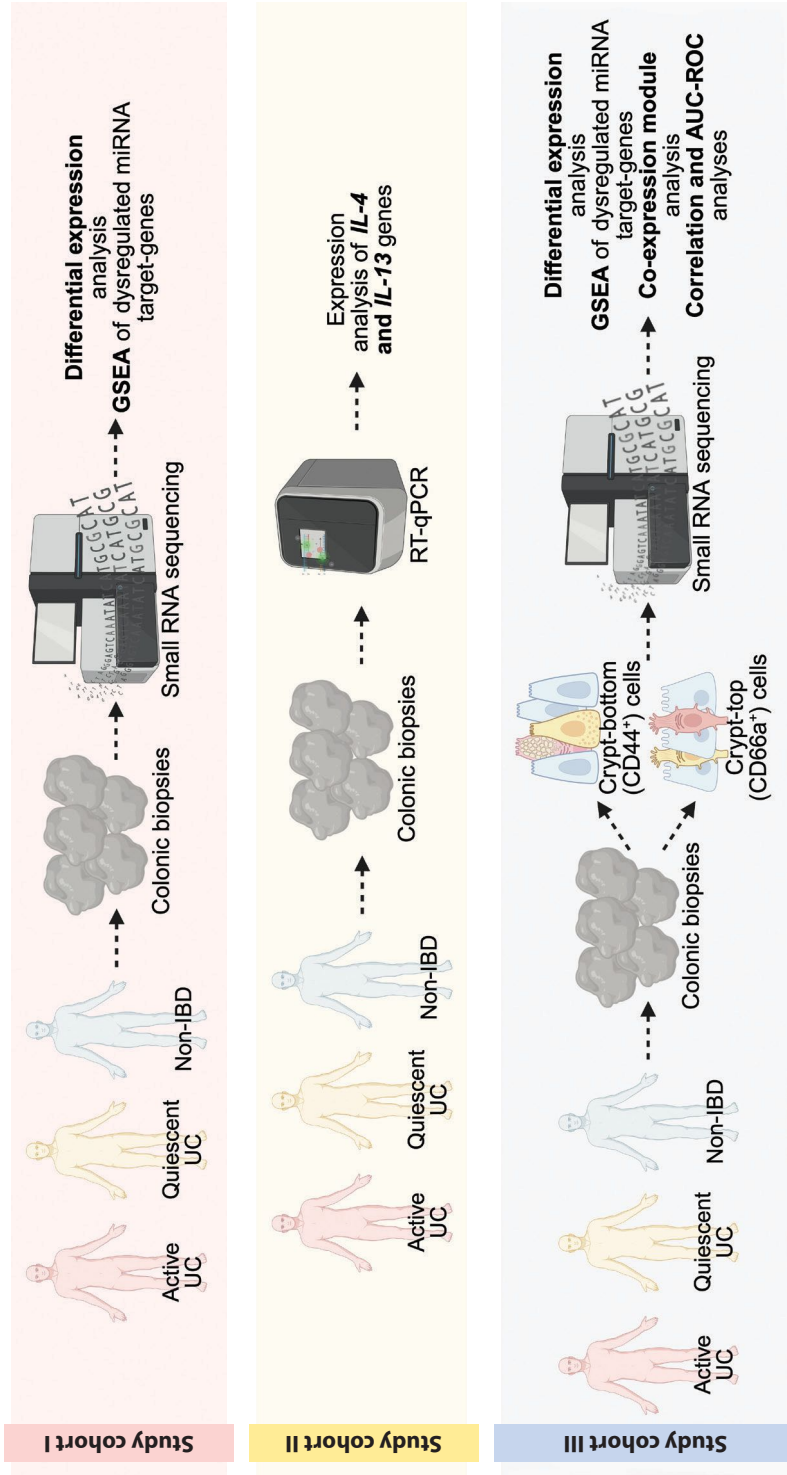 Study cohort I
Active
UC
Quiescent
UC
Non-IBD
Colonic biopsies
Small RNA sequencing
Differential expression
analysis
GSEA of dysregulated miRNA
target-genes
Study cohort II
Active
UC
Quiescent
UC
Non-IBD
Colonic biopsies
RT-qPCR
Expression
analysis of IL-4
and IL-13 genes
Study cohort III
Active
UC
Quiescent
UC
Non-IBD
Colonic biopsies
Crypt-bottom
(CD44⁺) cells
Crypt-top
(CD66a⁺) cells
Small RNA sequencing
Differential expression
analysis
GSEA of dysregulated miRNA
target-genes
Co-expression module
analysis
Correlation and AUC-ROC
analyses